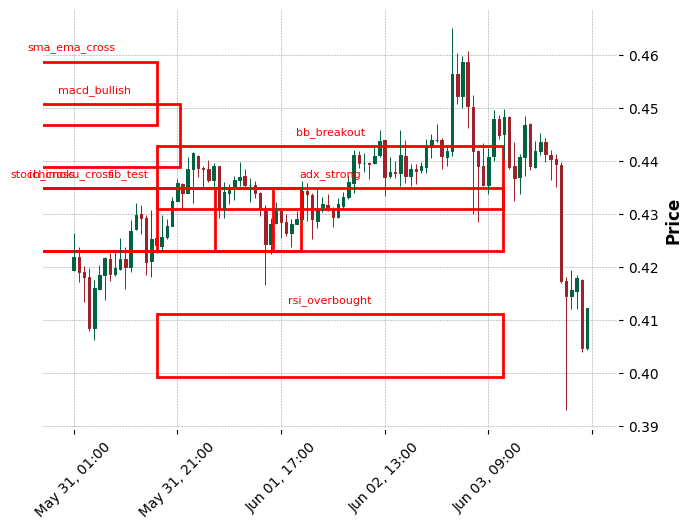 sma_ema_cross
macd_bullish
bb_breakout
fib_test
adx_strong
rsi_overbought
0.46
0.45
0.44
0.43
0.42
0.41
0.40
0.39
Price
May 31, 01:00
May 31, 21:00
Jun 01, 17:00
Jun 02, 13:00
Jun 03, 09:00